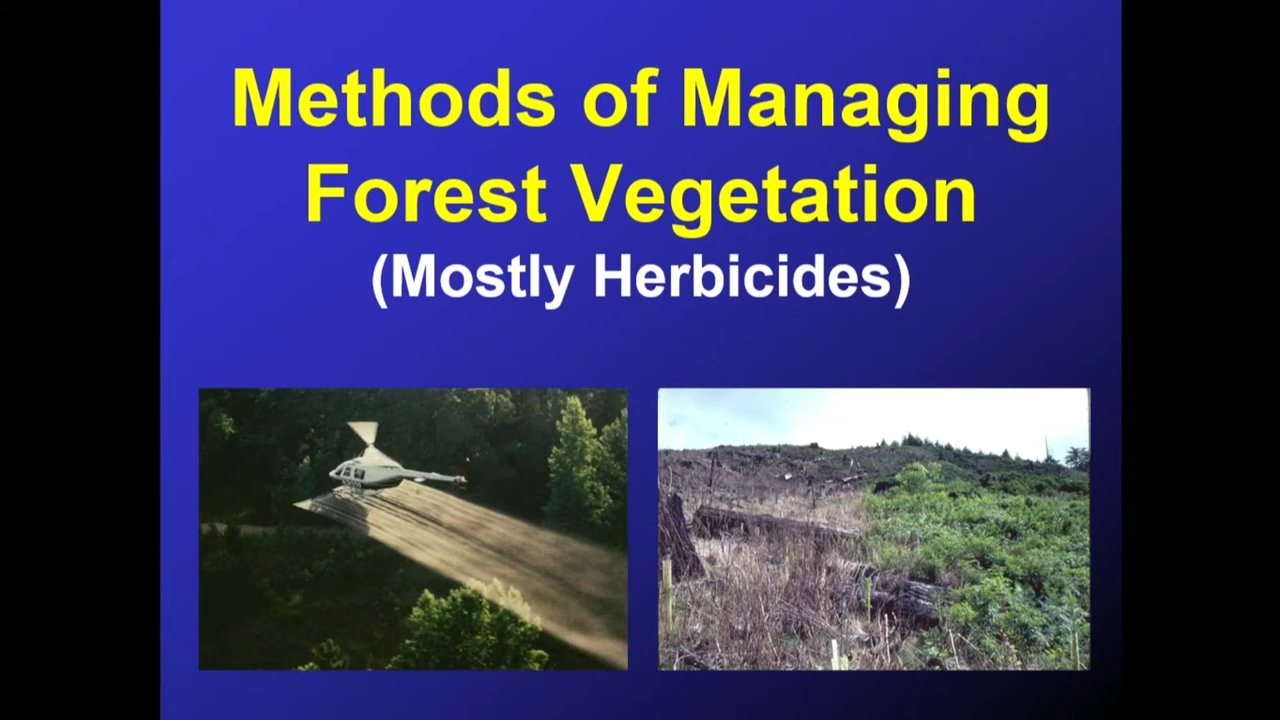 Methods of Managing
Forest Vegetation
(Mostly Herbicides)